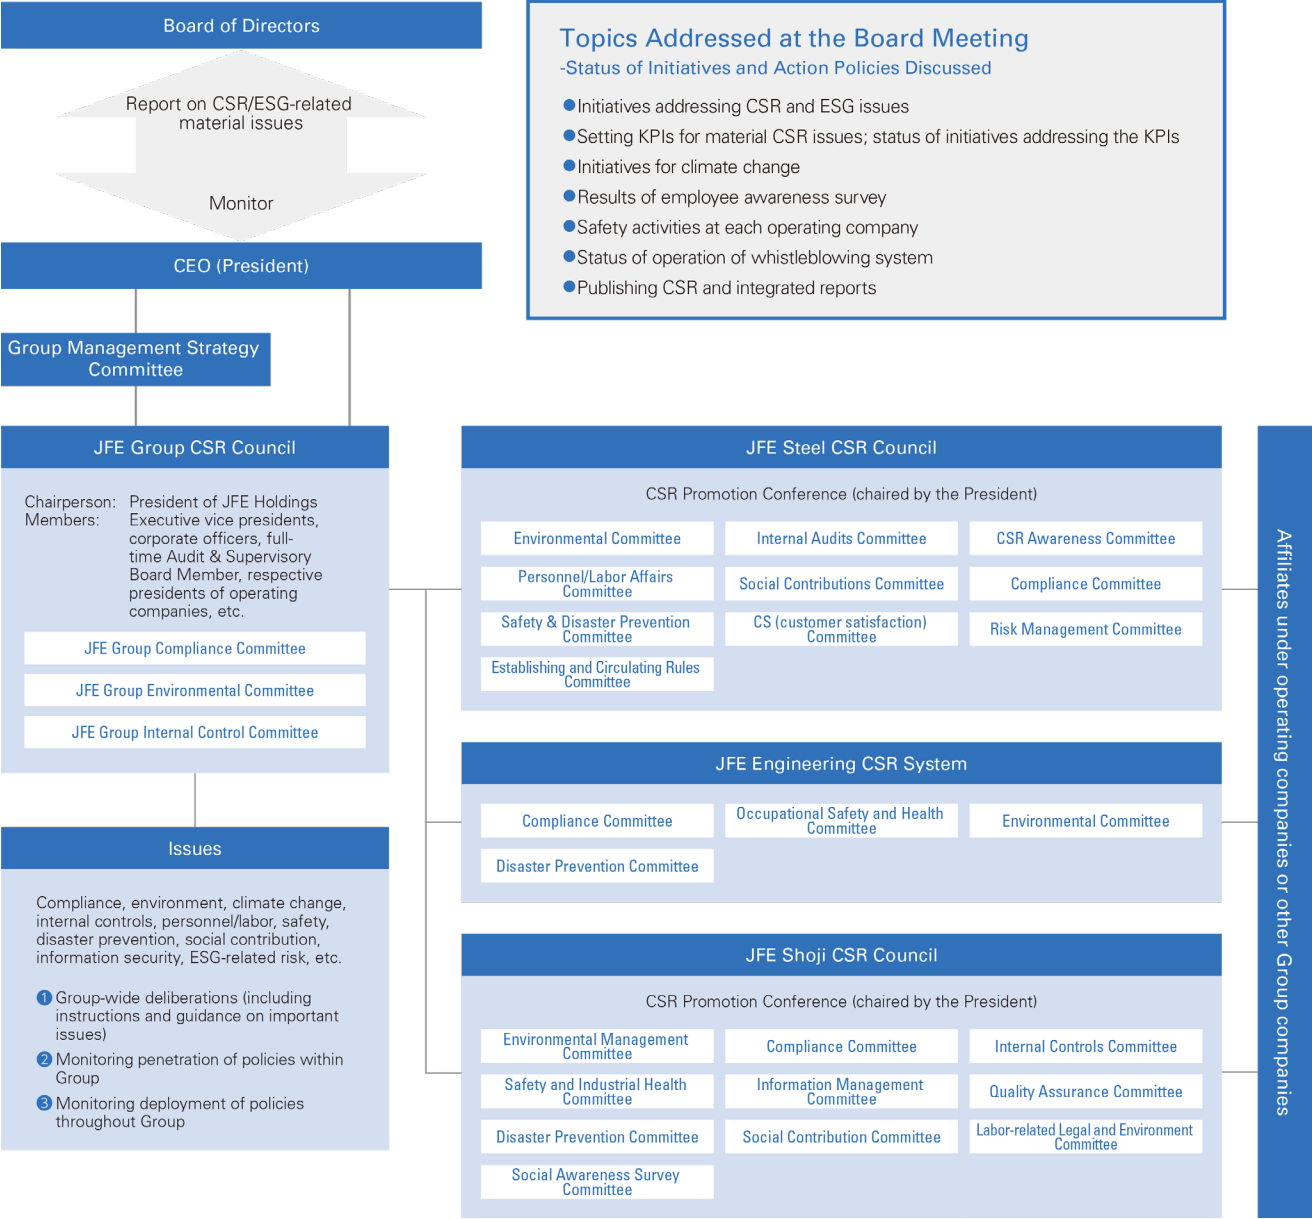 Board of Directors
Report on CSR/ESG-related
material issues
Monitor
CEO (President)
Topics Addressed at the Board Meeting
-Status of Initiatives and Action Policies Discussed
●Initiatives addressing CSR and ESG issues
●Setting KPIs for material CSR issues; status of initiatives addressing the KPIs
●Initiatives for climate change
●Results of employee awareness survey
●Safety activities at each operating company
●Status of operation of whistleblowing system
●Publishing CSR and integrated reports
Group Management Strategy
Committee
JFE Group CSR Council
Chairperson: President of JFE Holdings
Members: Executive vice presidents,
corporate officers, full-
time Audit & Supervisory
Board Member, respective
presidents of operating
companies, etc.
JFE Group Compliance Committee
JFE Group Environmental Committee
JFE Group Internal Control Committee
Issues
Compliance, environment, climate change,
internal controls, personnel/labor, safety,
disaster prevention, social contribution,
information security, ESG-related risk, etc.
❶ Group-wide deliberations (including
instructions and guidance on important
issues)
❷ Monitoring penetration of policies within
Group
❸ Monitoring deployment of policies
throughout Group
JFE Steel CSR Council
CSR Promotion Conference (chaired by the President)
Environmental Committee
Internal Audits Committee
CSR Awareness Committee
Personnel/Labor Affairs
Committee
Social Contributions Committee
Compliance Committee
Safety & Disaster Prevention
Committee
CS (customer satisfaction)
Committee
Risk Management Committee
Establishing and Circulating Rules
Committee
JFE Engineering CSR System
Compliance Committee
Occupational Safety and Health
Committee
Environmental Committee
Disaster Prevention Committee
JFE Shoji CSR Council
CSR Promotion Conference (chaired by the President)
Environmental Management
Committee
Compliance Committee
Internal Controls Committee
Safety and Industrial Health
Committee
Information Management
Committee
Quality Assurance Committee
Disaster Prevention Committee
Social Contribution Committee
Labor-related Legal and Environment
Committee
Social Awareness Survey
Committee
Affiliates under operating companies or other Group companies